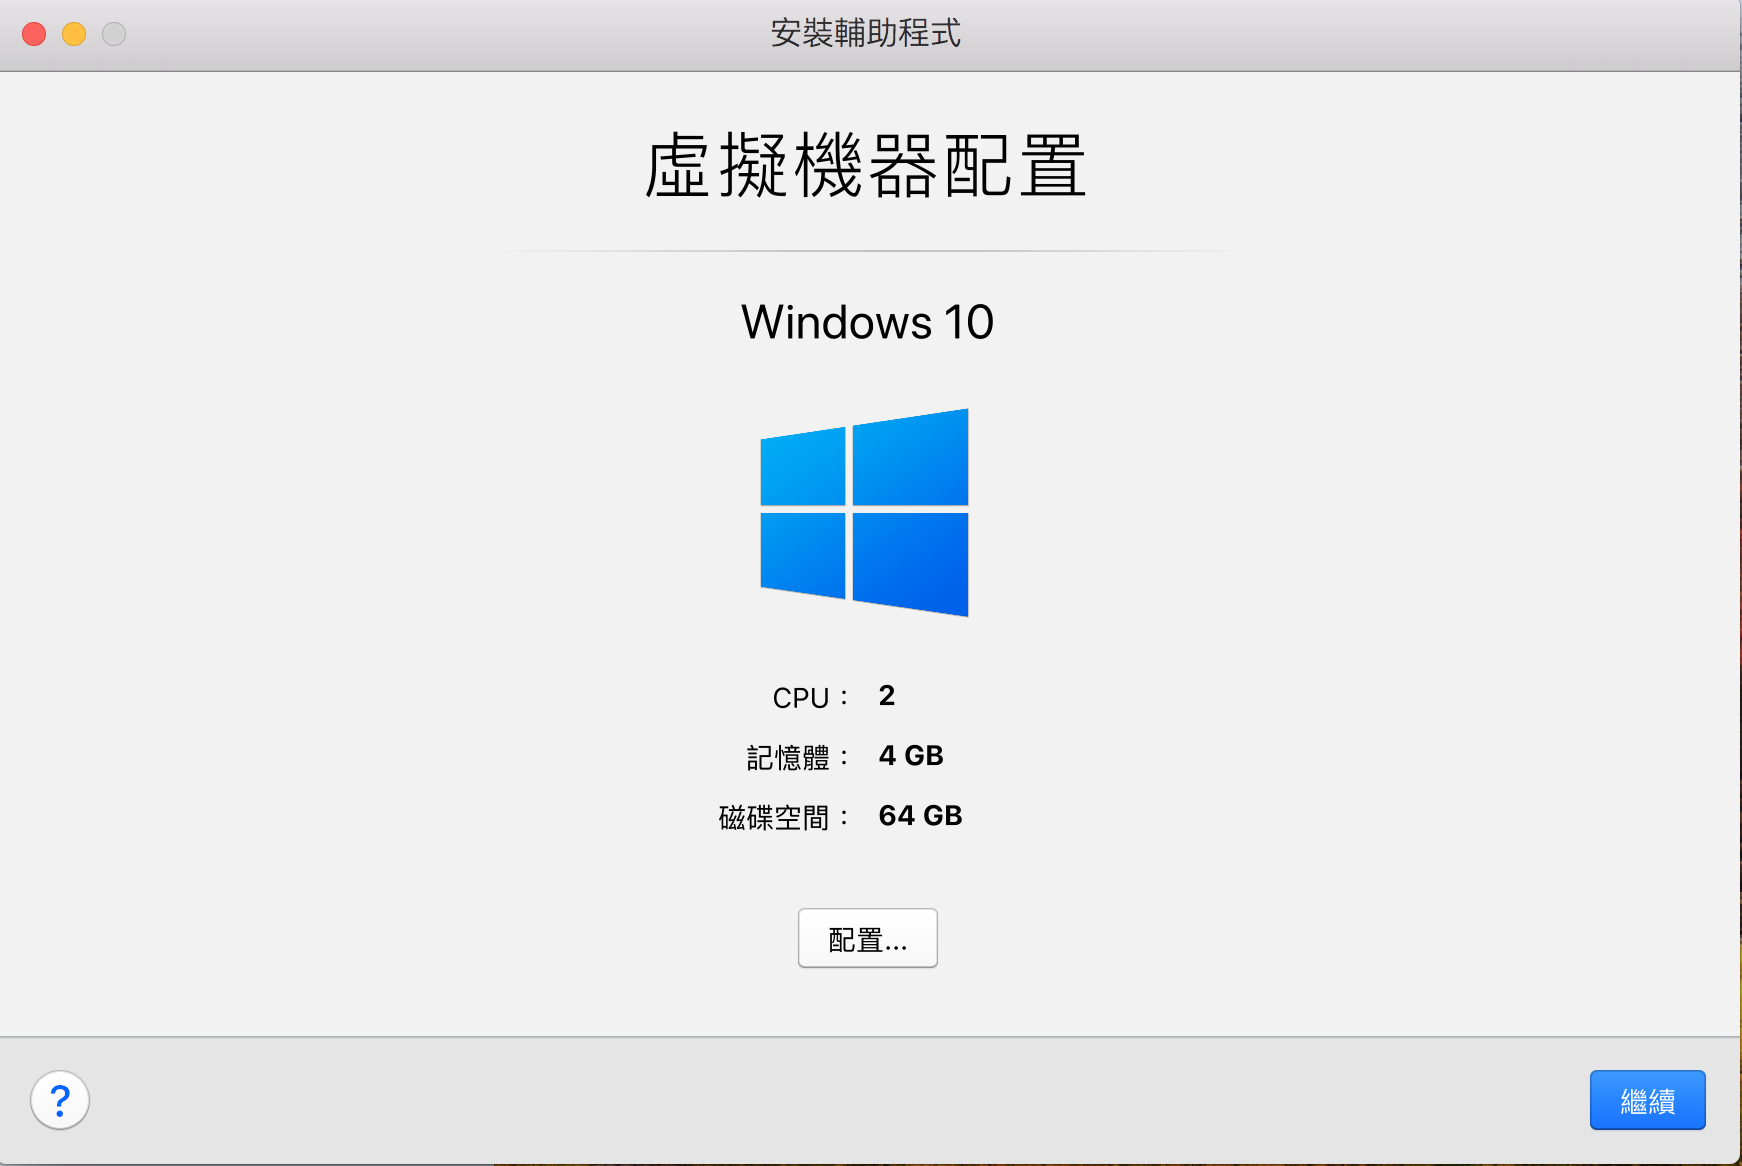 安裝輔助程式
虛擬機器配置
Windows 10
CPU： 2
記憶體： 4 GB
磁碟空間： 64 GB
配置...
?
繼續